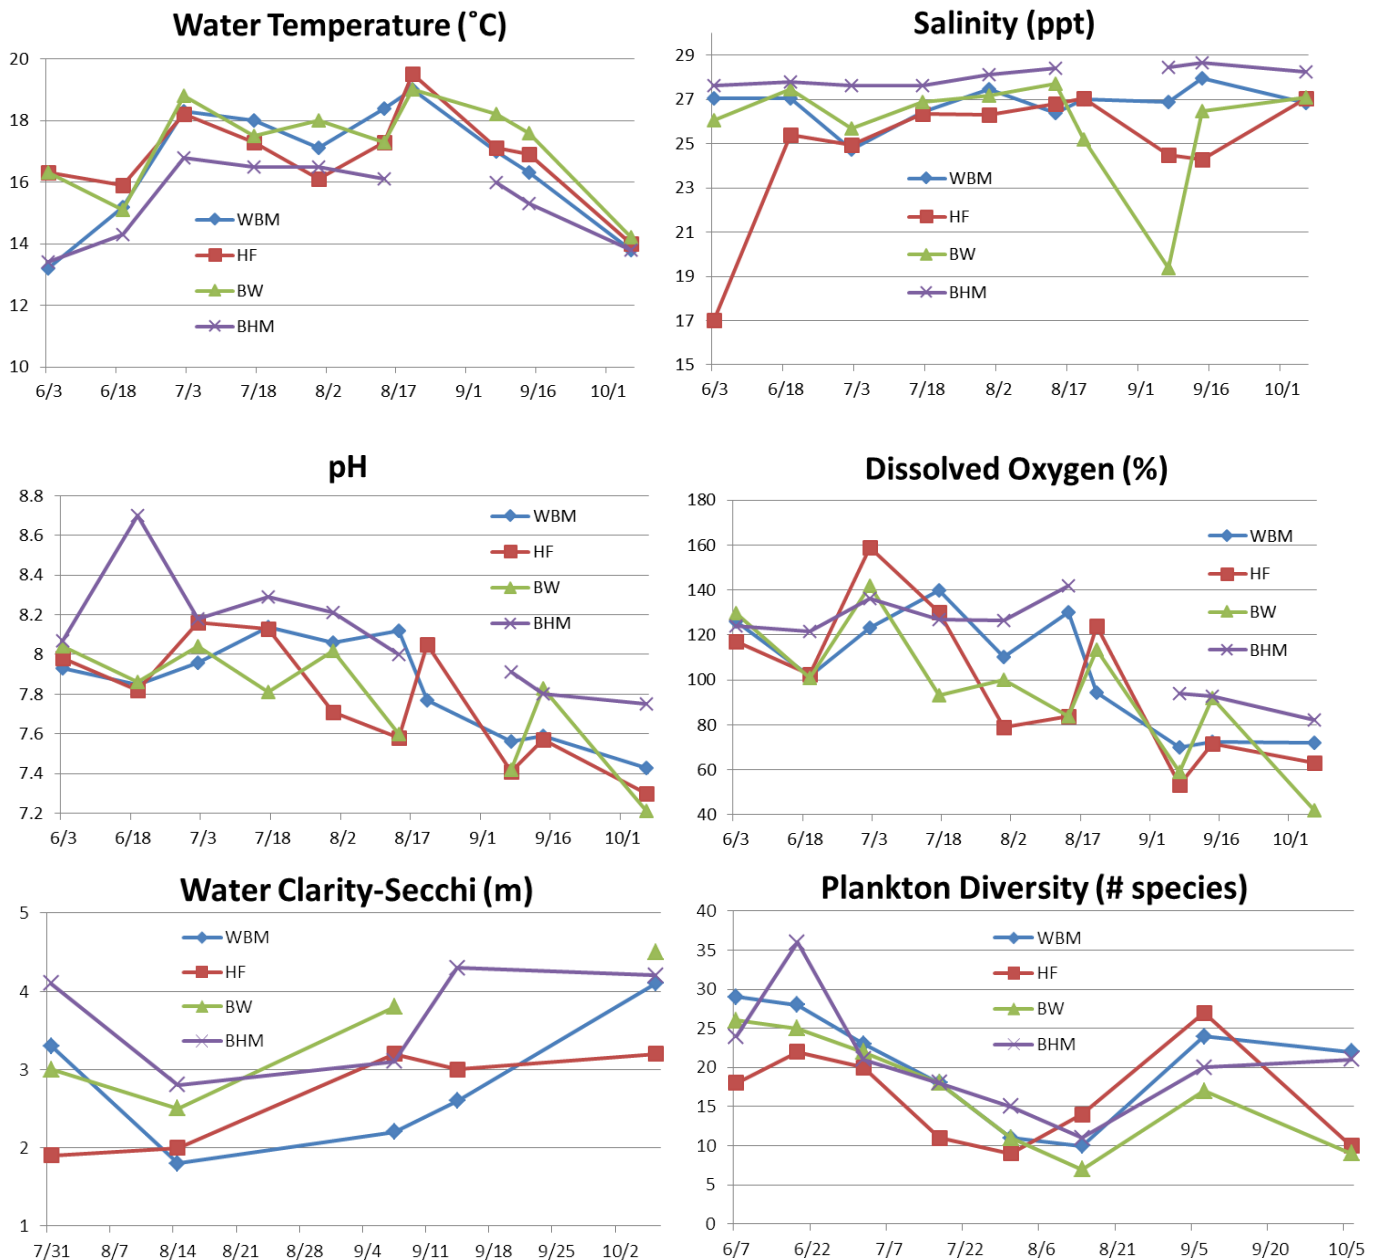 Water Temperature (˚C)
20
18
16
14
12
10
WBM
HF
BW
BHM
6/3 6/18 7/3 7/18 8/2 8/17 9/1 9/16 10/1
Salinity (ppt)
29
27
25
23
21
19
17
15
WBM
HF
BW
BHM
6/3 6/18 7/3 7/18 8/2 8/17 9/1 9/16 10/1
pH
8.8
8.6
8.4
8.2
8
7.8
7.6
7.4
7.2
WBM
HF
BW
BHM
6/3 6/18 7/3 7/18 8/2 8/17 9/1 9/16 10/1
Dissolved Oxygen (%)
180
160
140
120
100
80
60
40
WBM
HF
BW
BHM
6/3 6/18 7/3 7/18 8/2 8/17 9/1 9/16 10/1
Water Clarity-Secchi (m)
5
4
3
2
1
WBM
HF
BW
BHM
7/31 8/7 8/14 8/21 8/28 9/4 9/11 9/18 9/25 10/2
Plankton Diversity (# species)
40
35
30
25
20
15
10
5
0
WBM
HF
BW
BHM
6/7 6/22 7/7 7/22 8/6 8/21 9/5 9/20 10/5